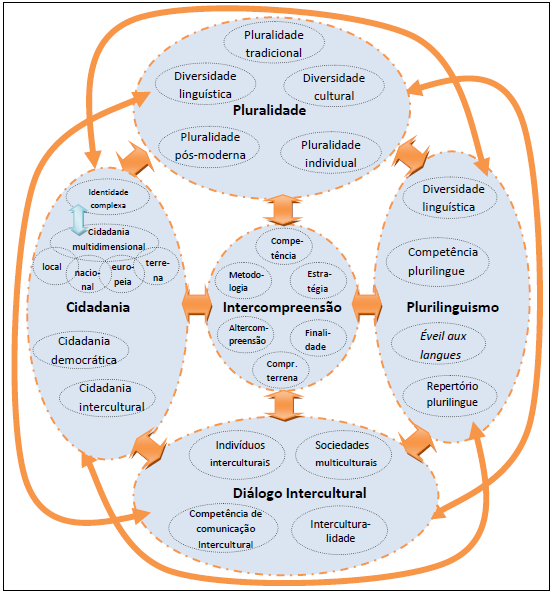 Pluralidade
tradicional
Diversidade
linguística
Diversidade
cultural
Pluralidade
Pluralidade
pós-moderna
Pluralidade
individual
Identidade
complexa
Cidadania
multidimensional
local
nacio-
nal
euro-
peia
terre-
na
Cidadania
Cidadania
democrática
Cidadania
intercultural
Compe-
tência
Metodo-
logia
Estra-
tégia
Intercompreensão
Altercom-
preensão
Finali-
dade
Compr.
terrena
Diversidade
linguística
Competência
plurilingue
Plurilinguismo
Éveil aux
langues
Repertório
plurilingue
Indivíduos
interculturais
Sociedades
multiculturais
Diálogo Intercultural
Competência de
comunicação
Intercultural
Intercultura-
lidade